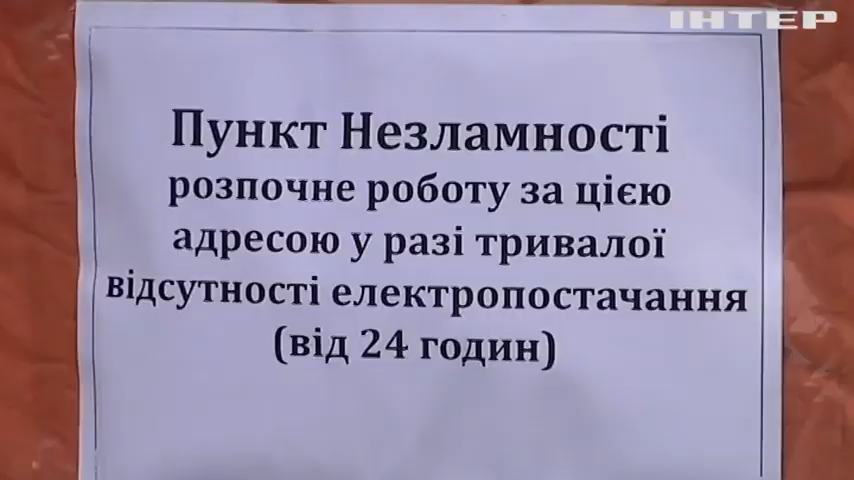 ІНТЕР
Пункт Незламності
розпочне роботу за цією
адресою у разі тривалої
відсутності електропостачання
(від 24 годин)